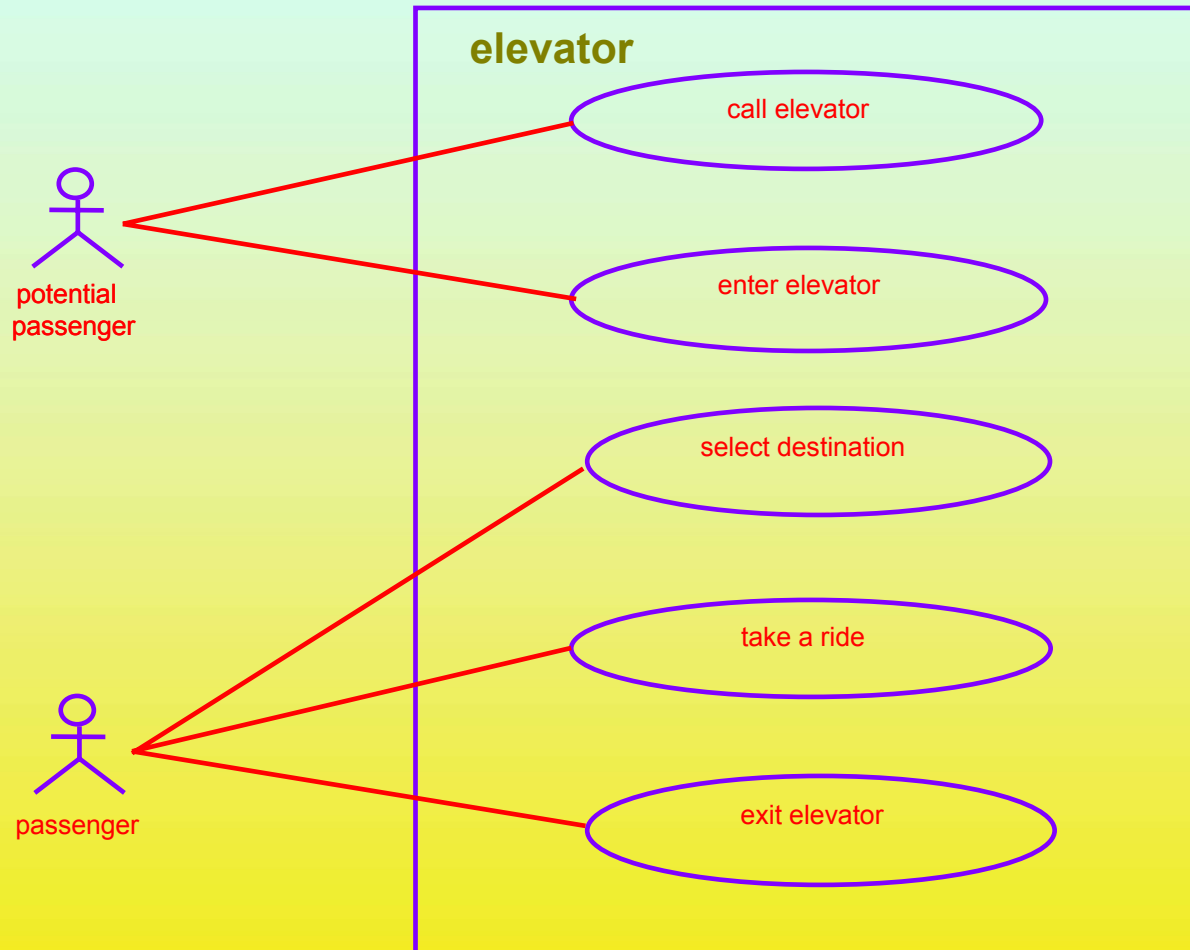 elevator
call elevator
enter elevator
potential
passenger
select destination
take a ride
exit elevator
passenger